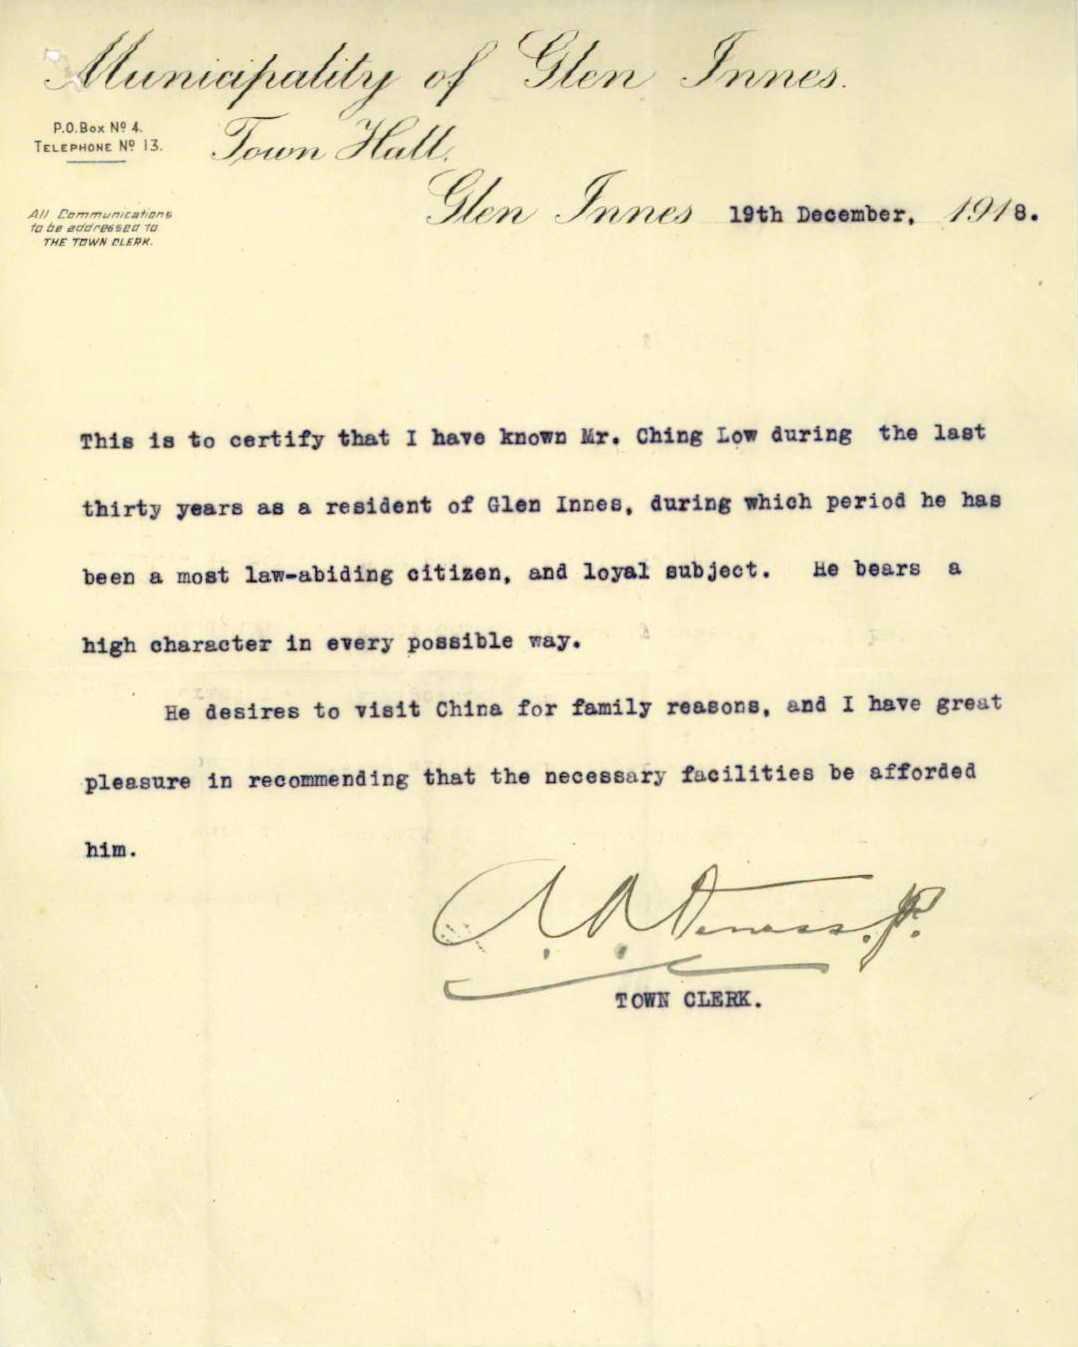 Municipality of Glen Innes.
P.O.Box Nº 4.
Telephone Nº 13.
Town Hall,
Glen Innes 19th December, 1918.
All Communications
to be addressed to
THE TOWN CLERK.
This is to certify that I have known Mr. Ching Low during the last
thirty years as a resident of Glen Innes, during which period he has
been a most law-abiding citizen, and loyal subject. He bears a
high character in every possible way.
He desires to visit China for family reasons, and I have great
pleasure in recommending that the necessary facilities be afforded
him.
TOWN CLERK.